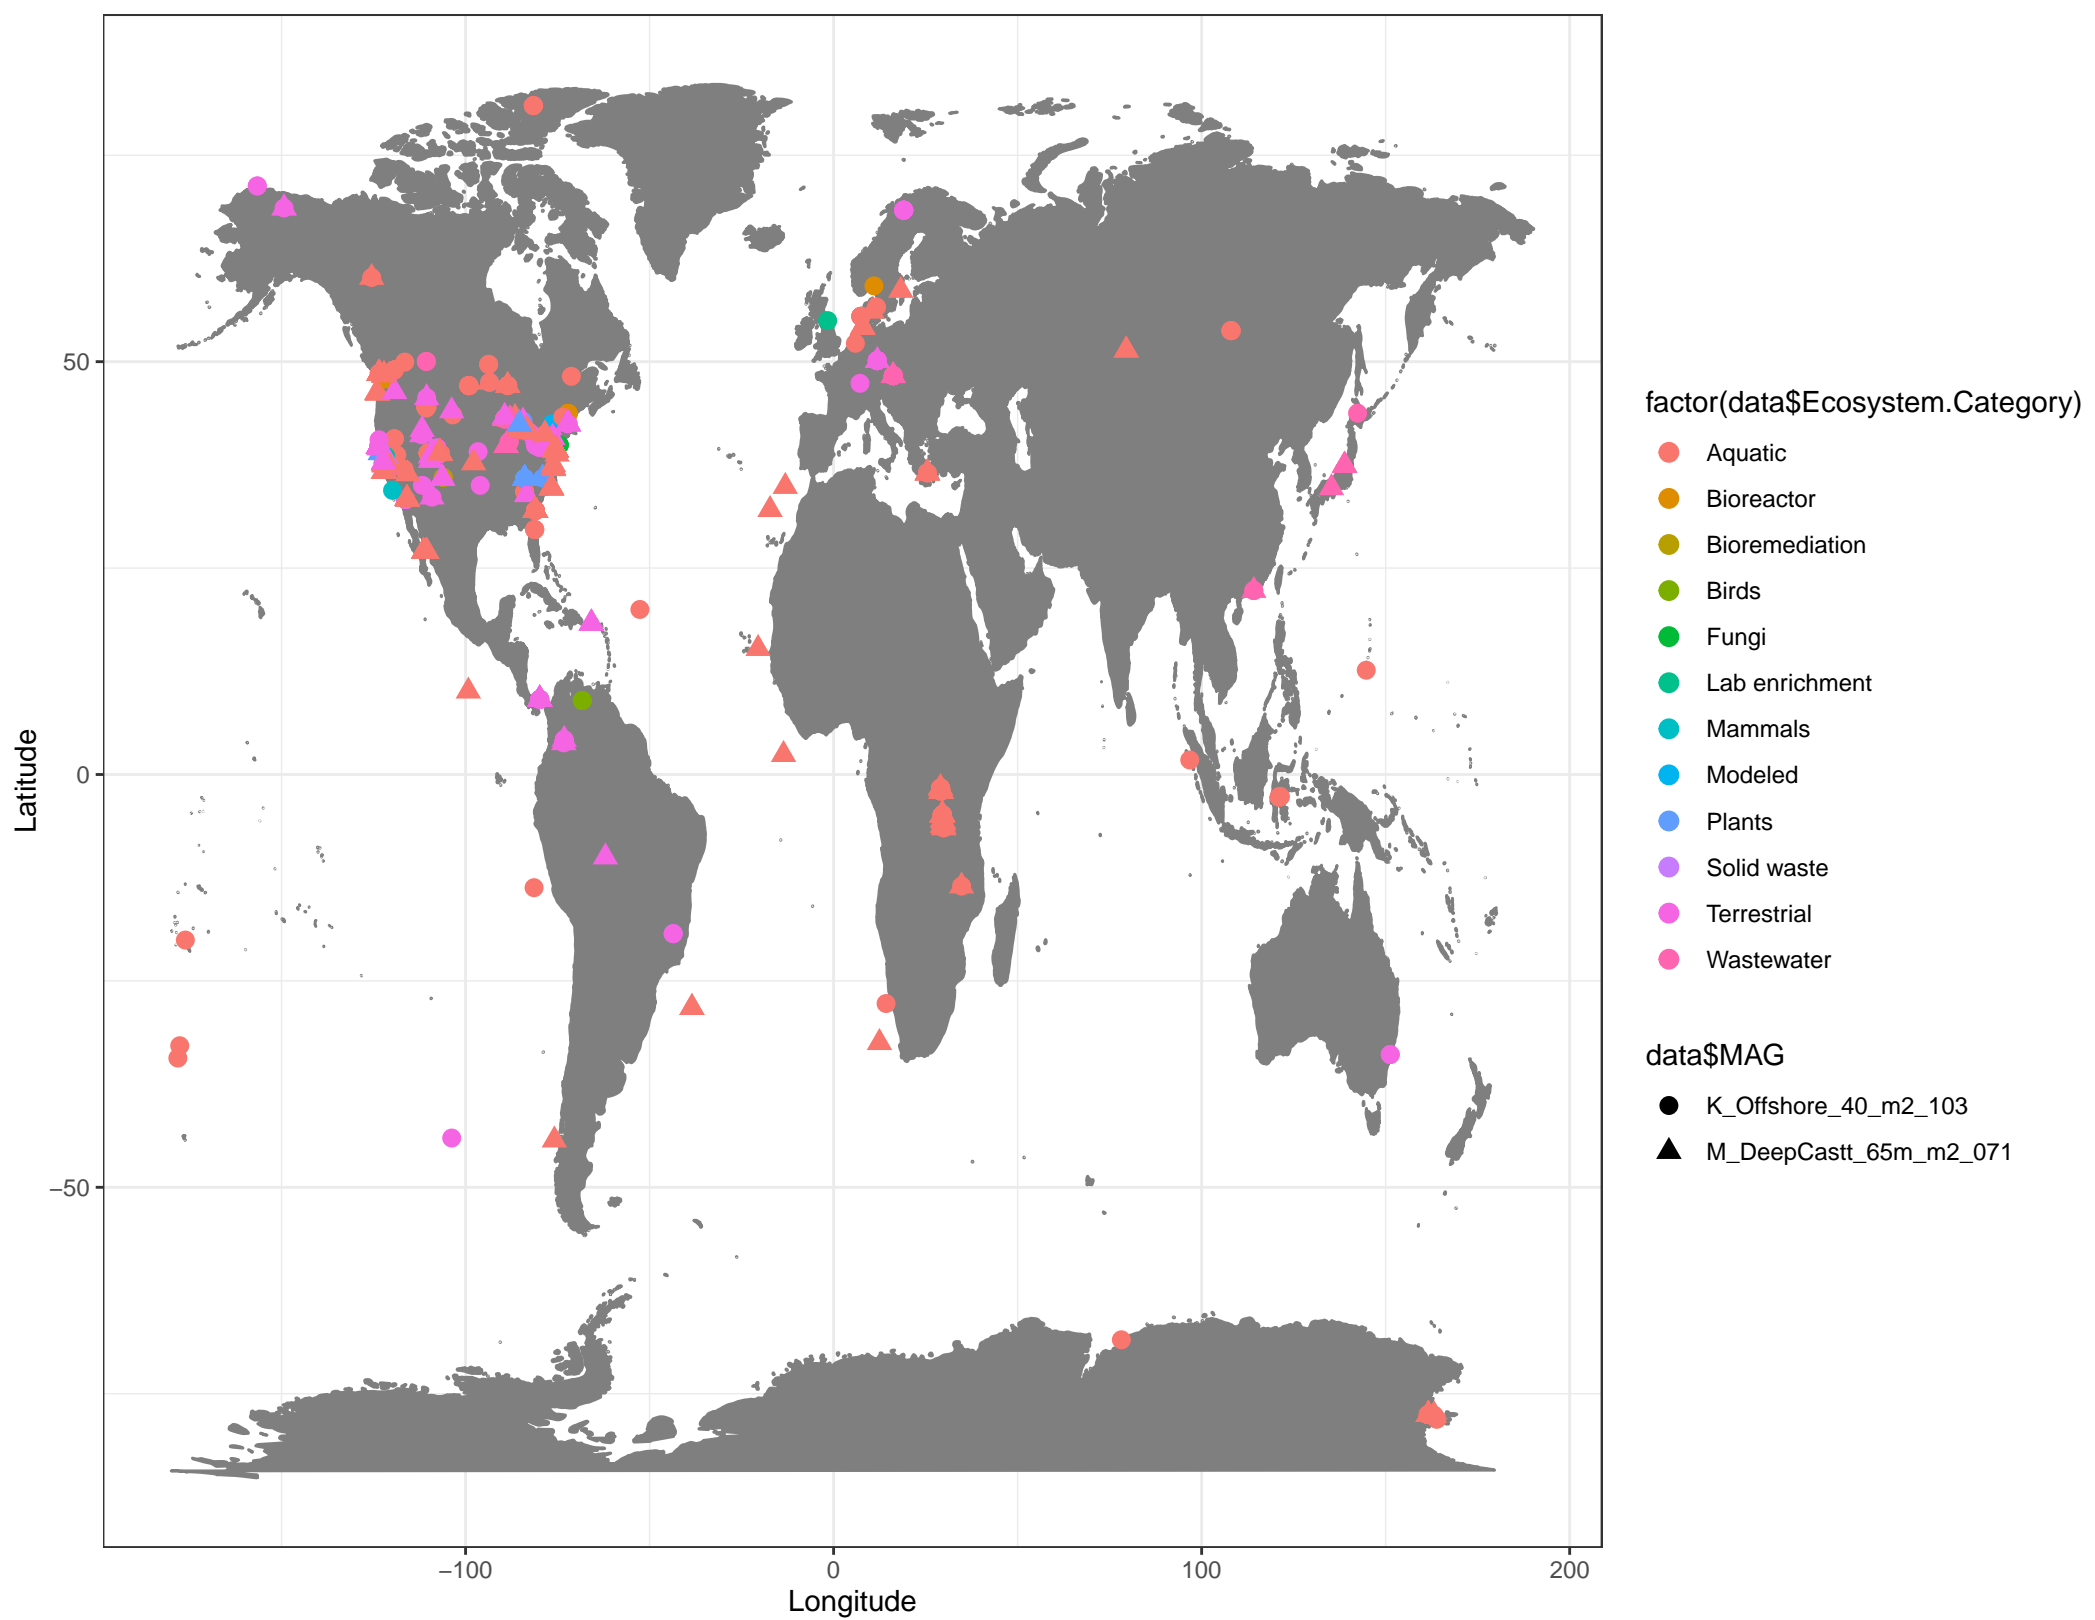 Latitude
50
0
−50
−100
0
100
200
Longitude
factor(data$Ecosystem.Category)
Aquatic
Bioreactor
Bioremediation
Birds
Fungi
Lab enrichment
Mammals
Modeled
Plants
Solid waste
Terrestrial
Wastewater
data$MAG
K_Offshore_40_m2_103
M_DeepCastt_65m_m2_071